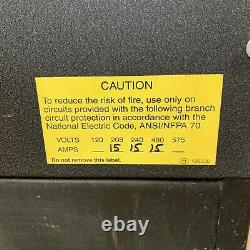 CAUTION
To reduce the risk of fire, use only on
circuits provided with the following branch
circuit protection in accordance with the
National Electric Code, ANSI/NFPA 70.
VOLTS 120 208 240 480 575
AMPS 15 15 15
Do not remove this label.